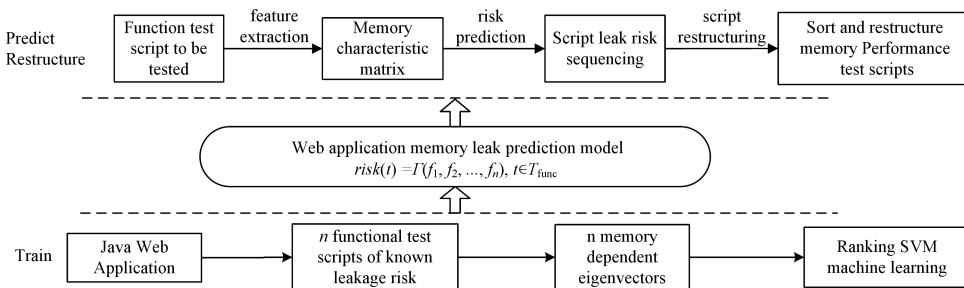 Predict
Restructure
Function test
script to be
tested
feature
extraction
Memory
characteristic
matrix
risk
prediction
Script leak risk
sequencing
script
restructuring
Sort and restructure
memory Performance
test scripts
Web application memory leak prediction model
risk(t) =Γ(f1, f2, ..., fn), t∈Tfunc
Train
Java Web
Application
n functional test
scripts of known
leakage risk
n memory
dependent
eigenvectors
Ranking SVM
machine learning